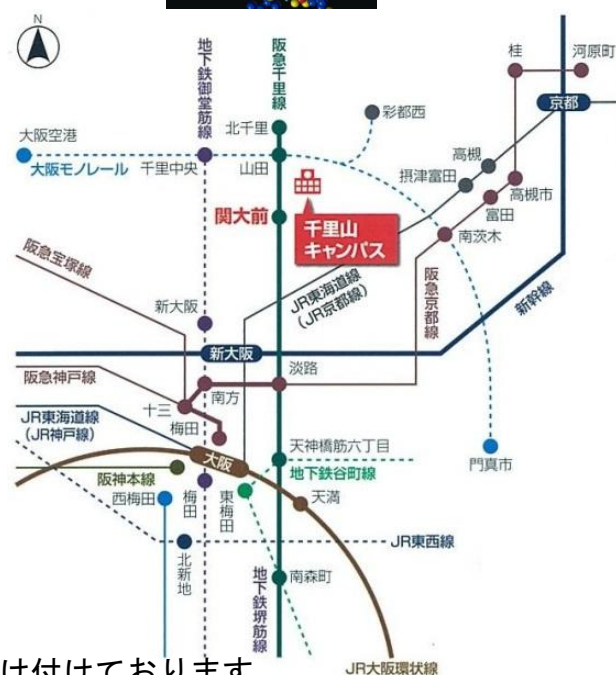 地下鉄御堂筋線
阪急千里線
桂
河原町
京都
北千里
彩都西
大阪空港
大阪モノレール
千里中央
山田
高槻
摂津富田
高槻市
富田
関大前
千里山
キャンパス
南茨木
阪急宝塚線
JR東海道線
(JR京都線)
阪急京都線
新幹線
新大阪
新大阪
淡路
阪急神戸線
南方
十三
梅田
JR東海道線
(JR神戸線)
天神橋筋六丁目
大阪
地下鉄谷町線
門真市
阪神本線
西梅田
梅田
東梅田
天満
JR東西線
北新地
地下鉄堺筋線
南森町
け付けております
JR大阪環状線